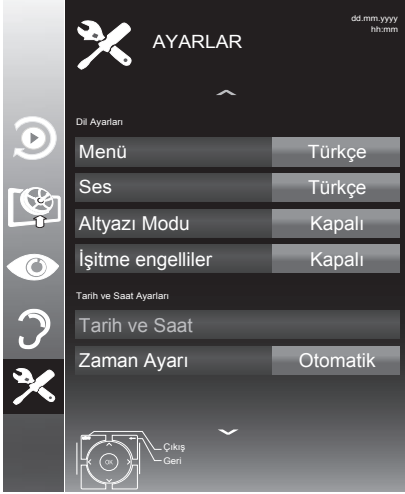 AYARLAR
dd.mm.yyyy
hh:mm
Dil Ayarları
Menü Türkçe
Ses Türkçe
Altyazı Modu Kapalı
İşitme engelliler Kapalı
Tarih ve Saat Ayarları
Tarih ve Saat
Zaman Ayarı Otomatik
Çıkış
OK
Geri